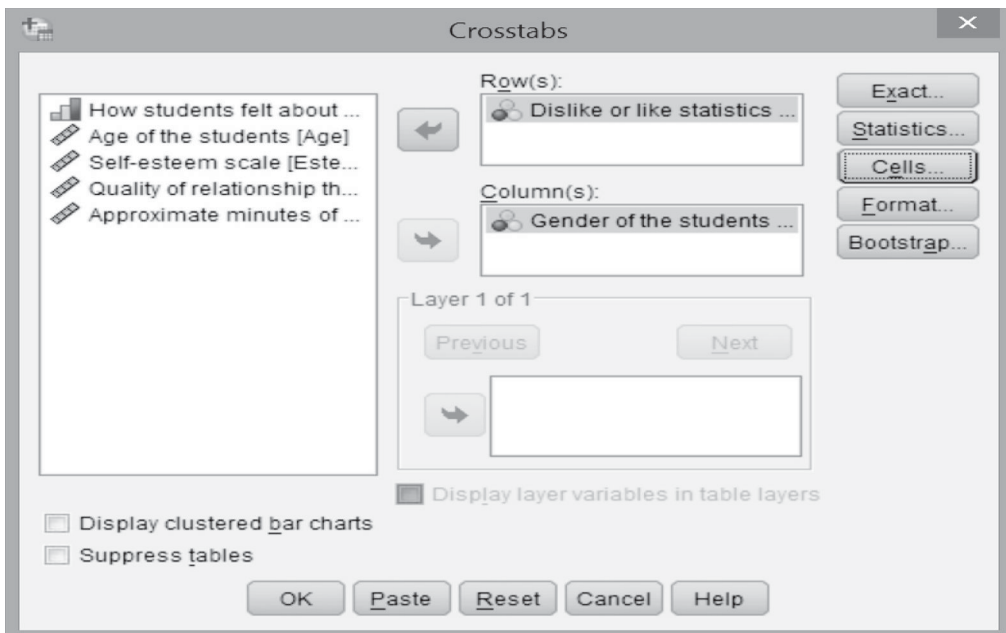 Crosstabs
How students felt about ...
Age of the students [Age]
Self-esteem scale [Este...
Quality of relationship th...
Approximate minutes of ...
Row(s):
Dislike or like statistics ...
Column(s):
Gender of the students ...
Layer 1 of 1
Previous
Next
Display layer variables in table layers
Exact...
Statistics...
Cells...
Format...
Bootstrap...
Display clustered bar charts
Suppress tables
OK
Paste
Reset
Cancel
Help